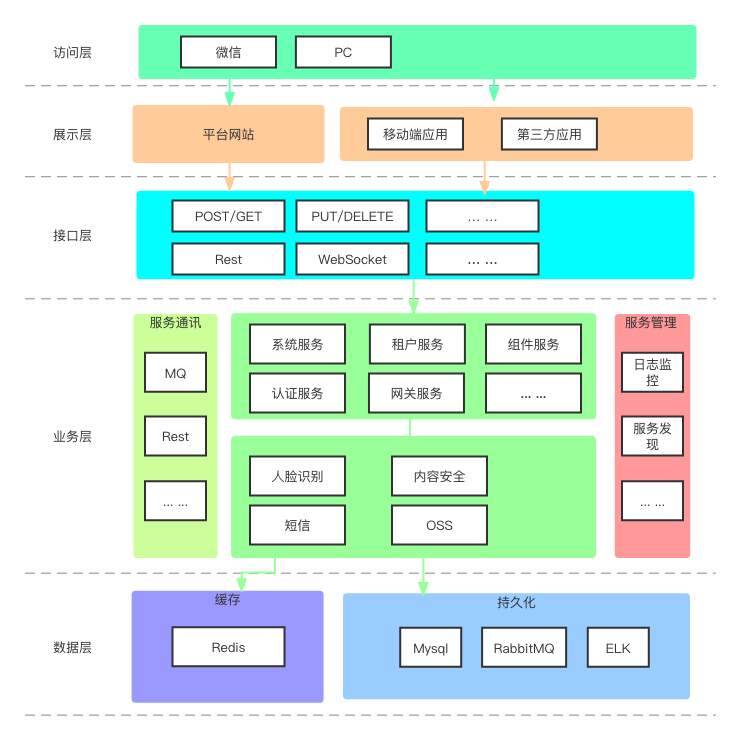 访问层
微信
PC
展示层
平台网站
移动端应用
第三方应用
接口层
POST/GET
PUT/DELETE
... ...
Rest
WebSocket
... ...
业务层
服务通讯
MQ
Rest
... ...
系统服务
租户服务
组件服务
认证服务
网关服务
... ...
人脸识别
内容安全
短信
OSS
服务管理
日志监
控
服务发
现
... ...
数据层
缓存
Redis
持久化
Mysql
RabbitMQ
ELK